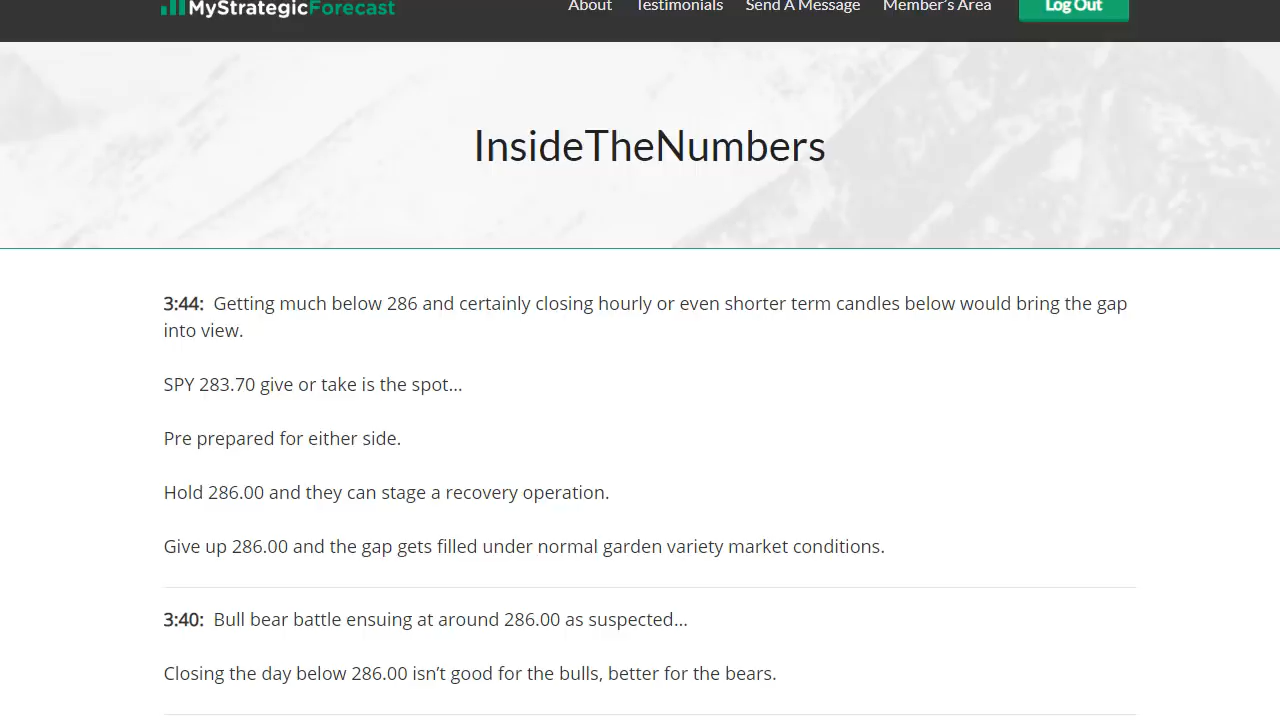 MyStrategicForecast
About Testimonials Send A Message Member's Area Log Out
InsideTheNumbers
3:44: Getting much below 286 and certainly closing hourly or even shorter term candles below would bring the gap
into view.
SPY 283.70 give or take is the spot…
Pre prepared for either side.
Hold 286.00 and they can stage a recovery operation.
Give up 286.00 and the gap gets filled under normal garden variety market conditions.
3:40: Bull bear battle ensuing at around 286.00 as suspected…
Closing the day below 286.00 isn’t good for the bulls, better for the bears.